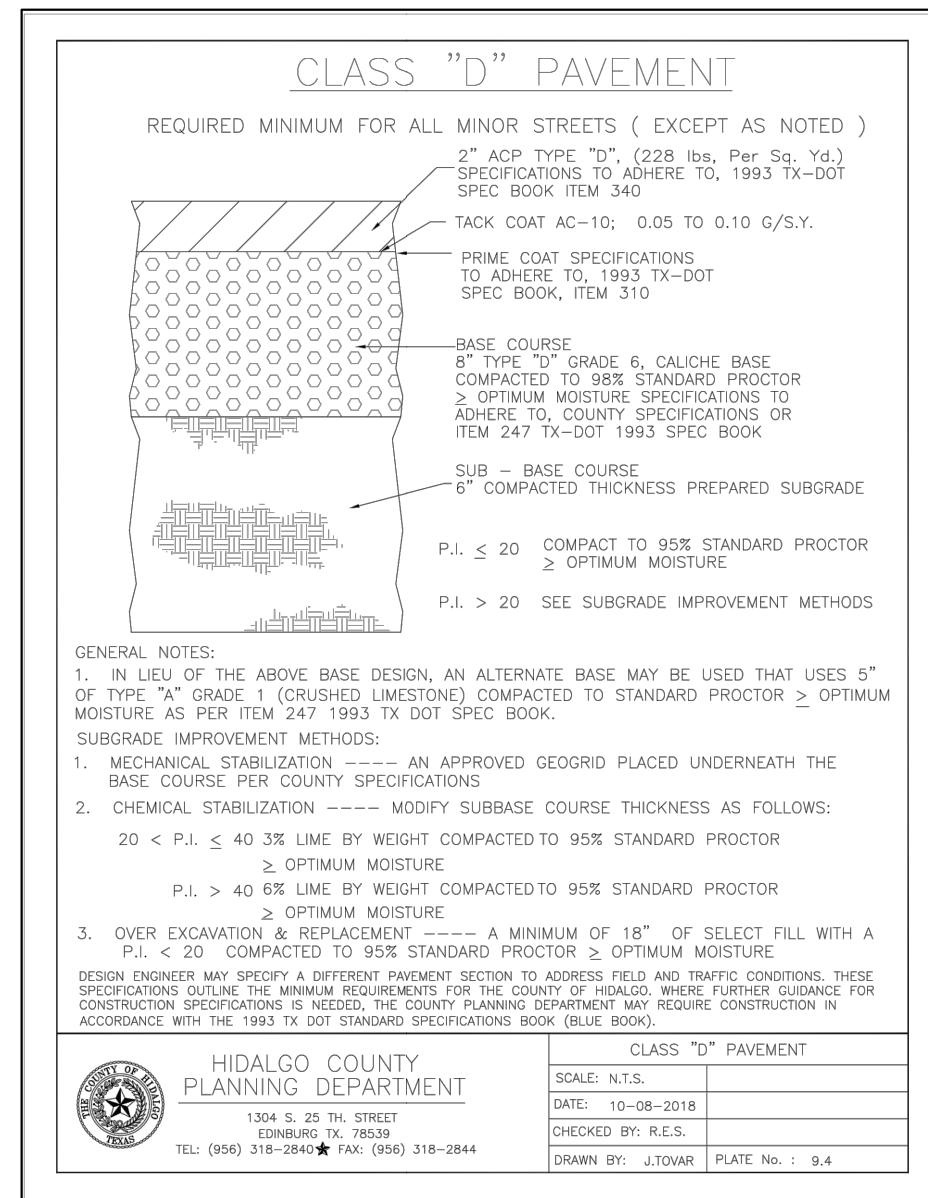 CLASS "D" PAVEMENT
REQUIRED MINIMUM FOR ALL MINOR STREETS ( EXCEPT AS NOTED )
2" ACP TYPE "D", (228 lbs, Per Sq. Yd.)
SPECIFICATIONS TO ADHERE TO, 1993 TX-DOT
SPEC BOOK ITEM 340
TACK COAT AC-10; 0.05 TO 0.10 G/S.Y.
PRIME COAT SPECIFICATIONS
TO ADHERE TO, 1993 TX-DOT
SPEC BOOK, ITEM 310
BASE COURSE
8" TYPE "D" GRADE 6, CALICHE BASE
COMPACTED TO 98% STANDARD PROCTOR
≥ OPTIMUM MOISTURE SPECIFICATIONS TO
ADHERE TO, COUNTY SPECIFICATIONS OR
ITEM 247 TX-DOT 1993 SPEC BOOK
SUB - BASE COURSE
6" COMPACTED THICKNESS PREPARED SUBGRADE
P.I. ≤ 20 COMPACT TO 95% STANDARD PROCTOR
≥ OPTIMUM MOISTURE
P.I. > 20 SEE SUBGRADE IMPROVEMENT METHODS
GENERAL NOTES:
1. IN LIEU OF THE ABOVE BASE DESIGN, AN ALTERNATE BASE MAY BE USED THAT USES 5"
OF TYPE "A" GRADE 1 (CRUSHED LIMESTONE) COMPACTED TO STANDARD PROCTOR ≥ OPTIMUM
MOISTURE AS PER ITEM 247 1993 TX DOT SPEC BOOK.
SUBGRADE IMPROVEMENT METHODS:
1. MECHANICAL STABILIZATION ---- AN APPROVED GEOGRID PLACED UNDERNEATH THE
BASE COURSE PER COUNTY SPECIFICATIONS
2. CHEMICAL STABILIZATION ---- MODIFY SUBBASE COURSE THICKNESS AS FOLLOWS:
20 < P.I. ≤ 40 3% LIME BY WEIGHT COMPACTED TO 95% STANDARD PROCTOR
≥ OPTIMUM MOISTURE
P.I. > 40 6% LIME BY WEIGHT COMPACTED TO 95% STANDARD PROCTOR
≥ OPTIMUM MOISTURE
3. OVER EXCAVATION & REPLACEMENT ---- A MINIMUM OF 18" OF SELECT FILL WITH A
P.I. < 20 COMPACTED TO 95% STANDARD PROCTOR ≥ OPTIMUM MOISTURE
DESIGN ENGINEER MAY SPECIFY A DIFFERENT PAVEMENT SECTION TO ADDRESS FIELD AND TRAFFIC CONDITIONS. THESE
SPECIFICATIONS OUTLINE THE MINIMUM REQUIREMENTS FOR THE COUNTY OF HIDALGO. WHERE FURTHER GUIDANCE FOR
CONSTRUCTION SPECIFICATIONS IS NEEDED, THE COUNTY PLANNING DEPARTMENT MAY REQUIRE CONSTRUCTION IN
ACCORDANCE WITH THE 1993 TX DOT STANDARD SPECIFICATIONS BOOK (BLUE BOOK).
THE COUNTY OF HIDALGO
TEXAS
HIDALGO COUNTY
PLANNING DEPARTMENT
1304 S. 25 TH. STREET
EDINBURG TX. 78539
TEL: (956) 318-2840 ★ FAX: (956) 318-2844
CLASS "D" PAVEMENT
SCALE: N.T.S.
DATE: 10-08-2018
CHECKED BY: R.E.S.
DRAWN BY: J.TOVAR PLATE No. : 9.4